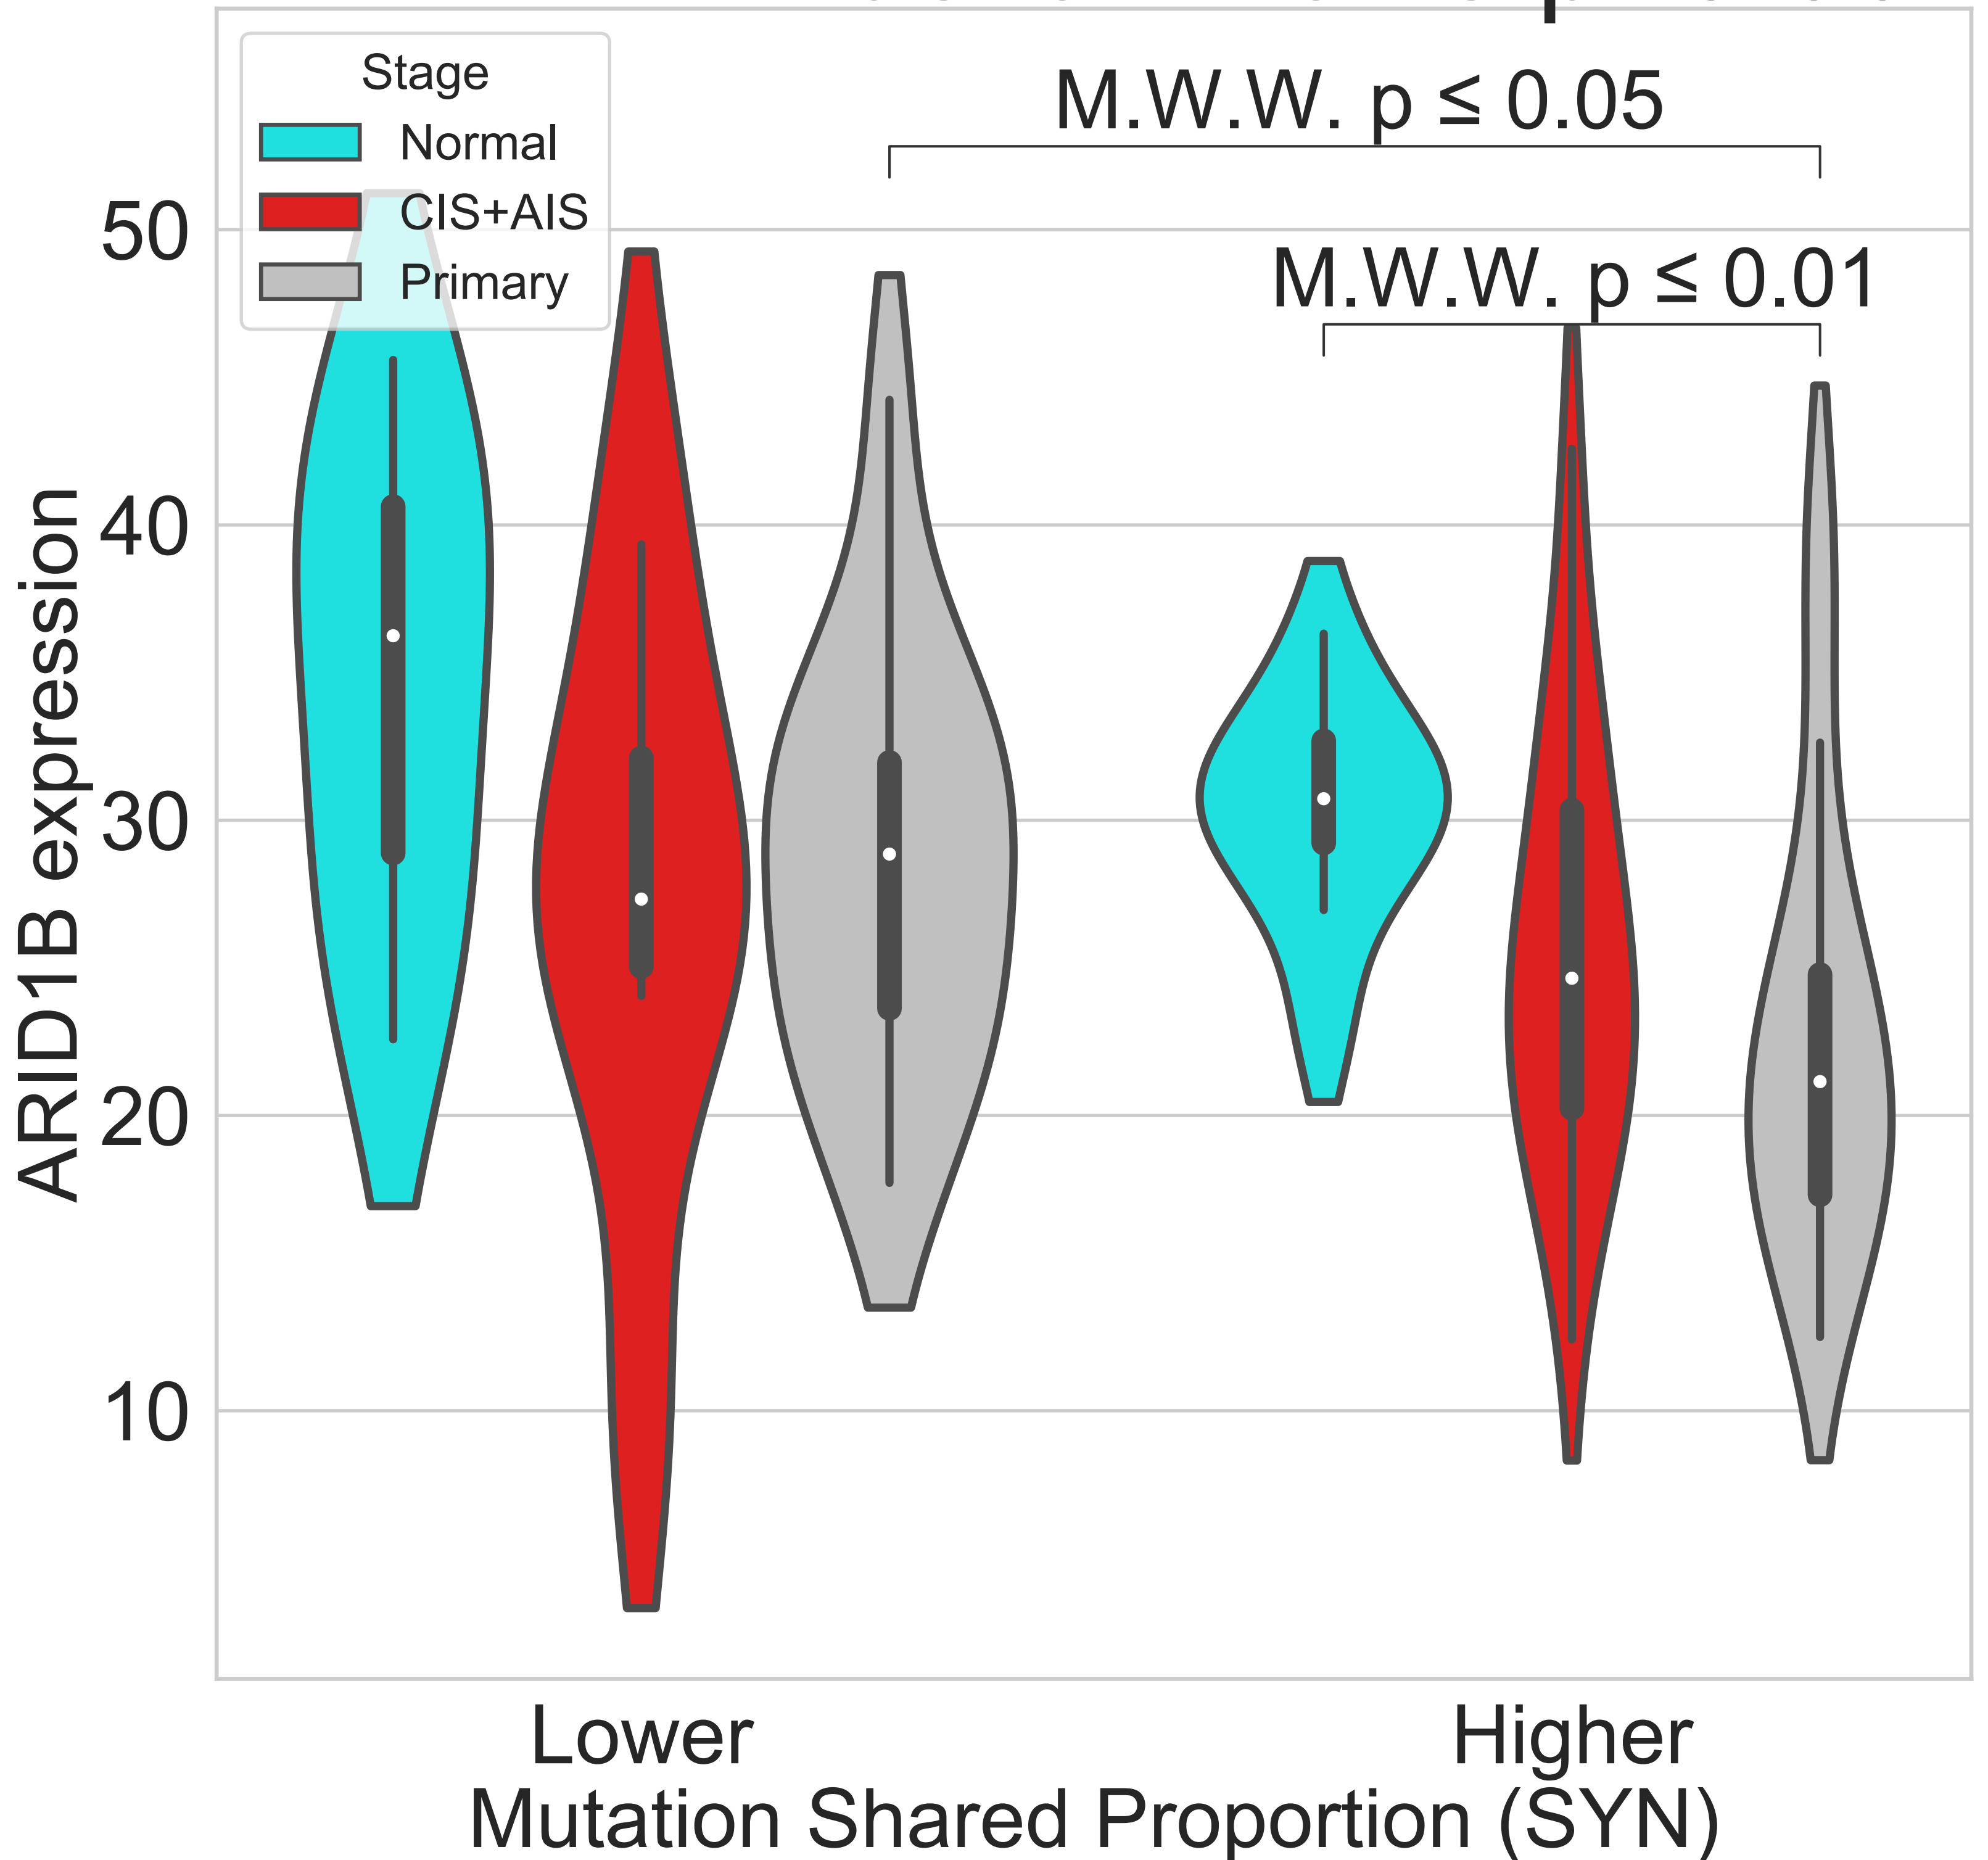 M.W.W. p ≤ 0.05
M.W.W. p ≤ 0.01
Stage
Normal
CIS+AIS
Primary
50
40
30
20
10
ARID1B expression
Lower
Higher
Mutation Shared Proportion (SYN)